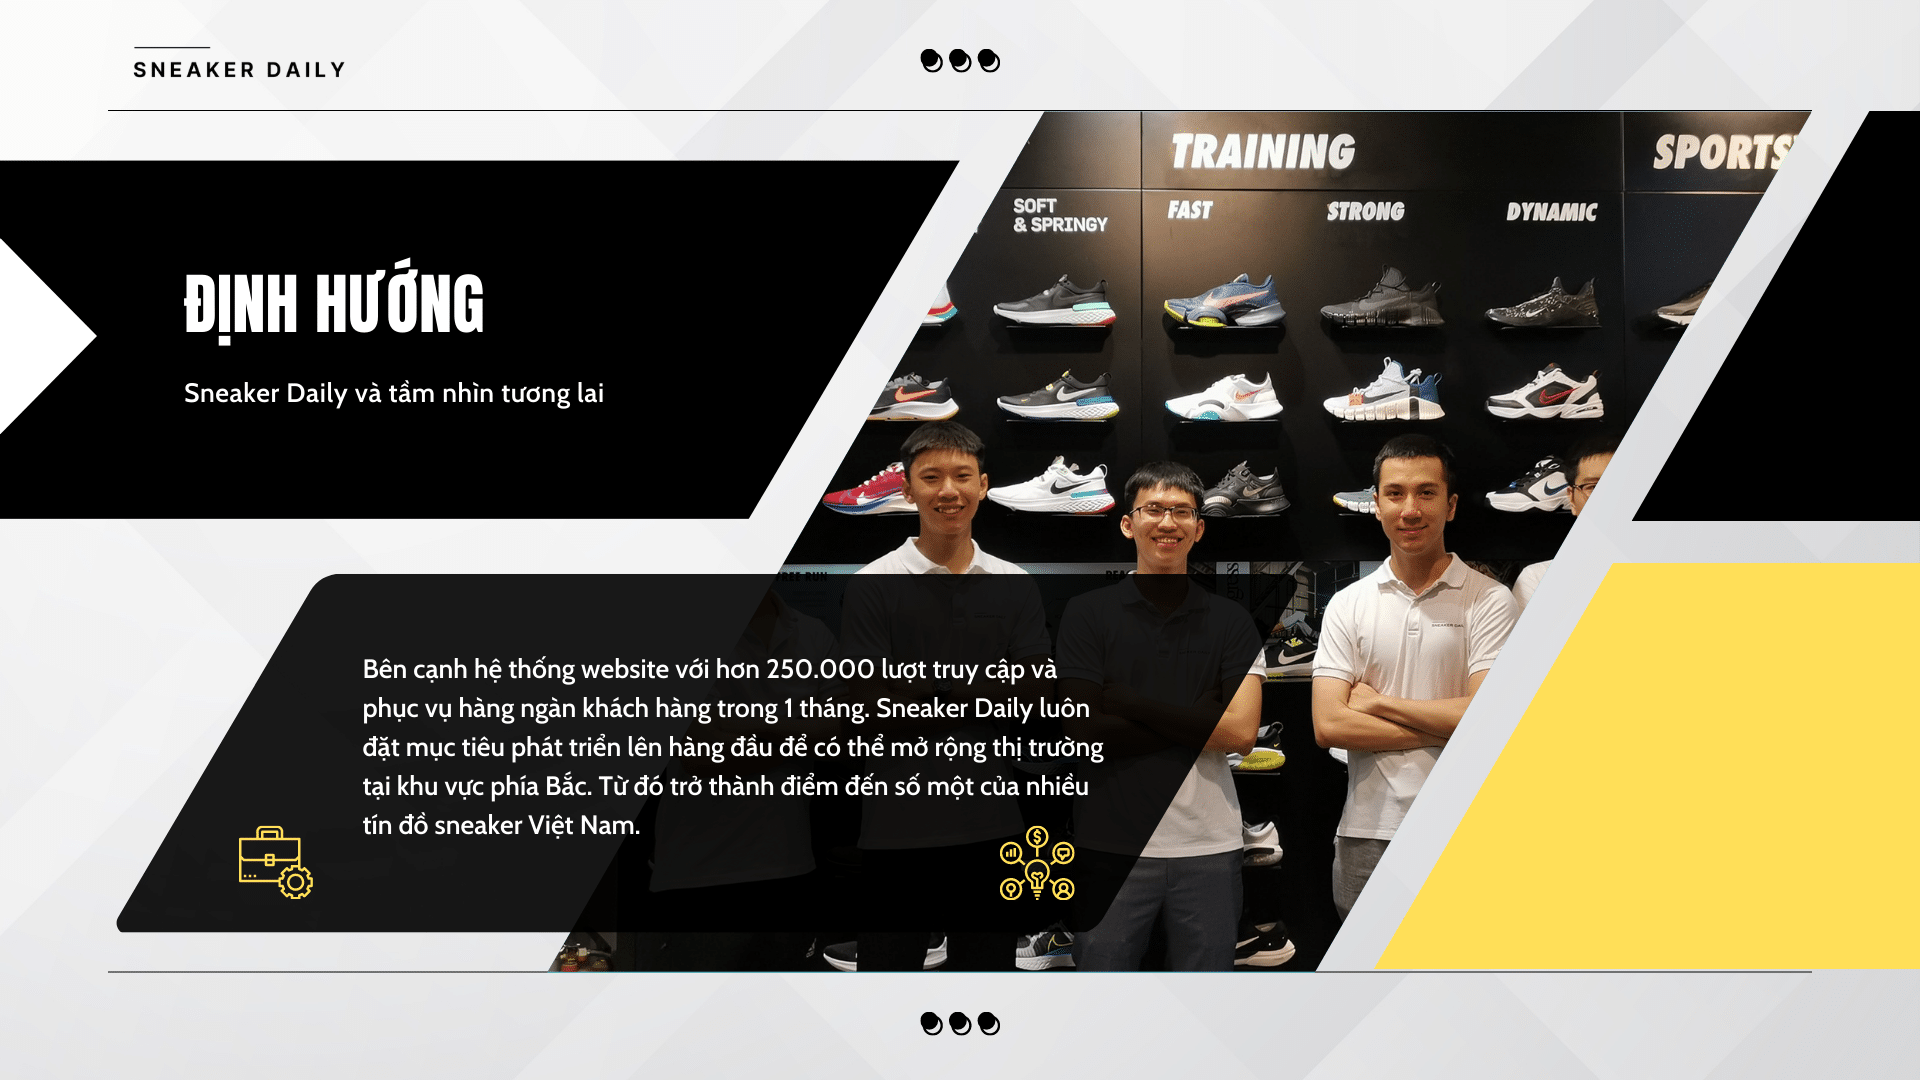 SNEAKER DAILY
TRAINING
SPORTS
SOFT
& SPRINGY
FAST
STRONG
DYNAMIC
ĐỊNH HƯỚNG
Sneaker Daily và tầm nhìn tương lai
FREE RUN
Bên cạnh hệ thống website với hơn 250.000 lượt truy cập và
phục vụ hàng ngàn khách hàng trong 1 tháng. Sneaker Daily luôn
đặt mục tiêu phát triển lên hàng đầu để có thể mở rộng thị trường
tại khu vực phía Bắc. Từ đó trở thành điểm đến số một của nhiều
tín đồ sneaker Việt Nam.